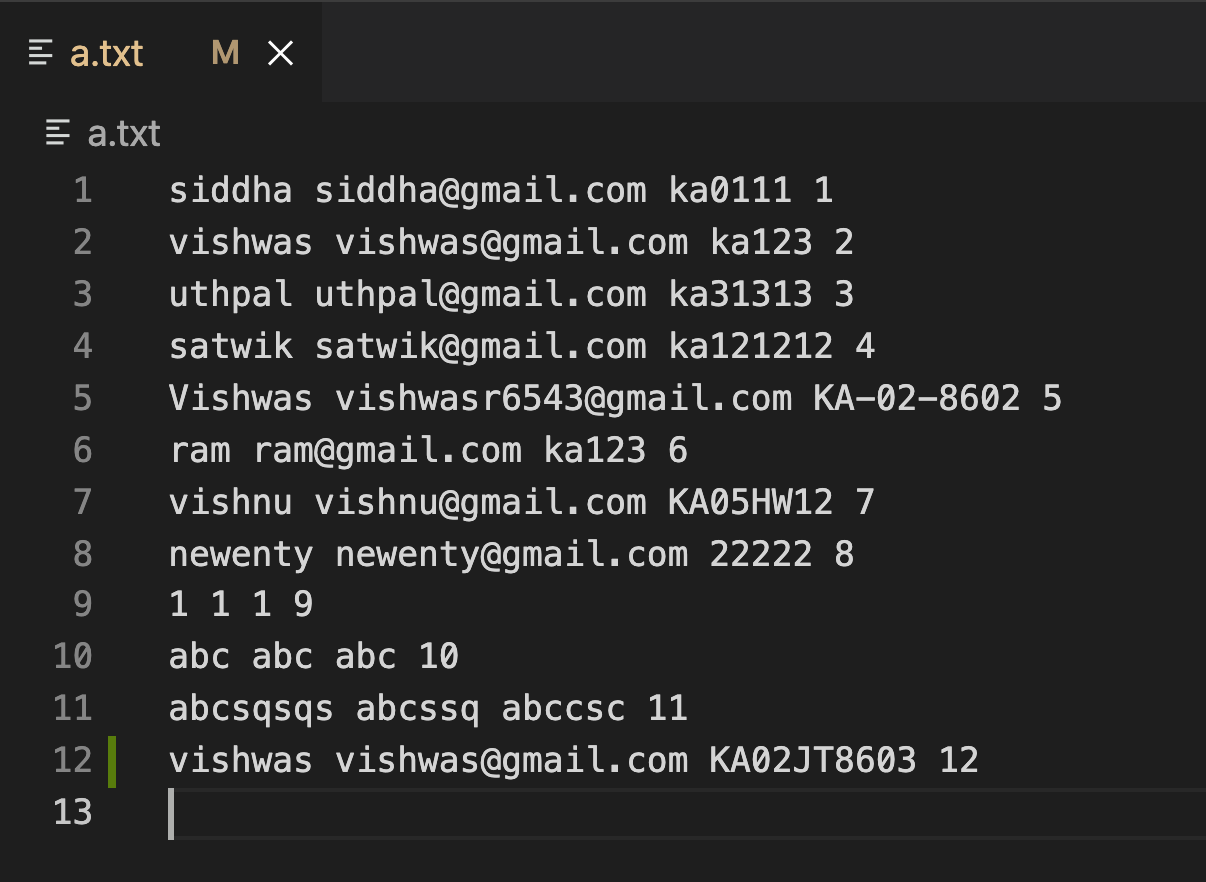 a.txt M
a.txt
1 siddha siddha@gmail.com ka0111 1
2 vishwas vishwas@gmail.com ka123 2
3 uthpal uthpal@gmail.com ka31313 3
4 satwik satwik@gmail.com ka121212 4
5 Vishwas vishwasr6543@gmail.com KA-02-8602 5
6 ram ram@gmail.com ka123 6
7 vishnu vishnu@gmail.com KA05HW12 7
8 newenty newenty@gmail.com 22222 8
9 1 1 1 9
10 abc abc abc 10
11 abcsqsqs abcssq abccsc 11
12 vishwas vishwas@gmail.com KA02JT8603 12
13